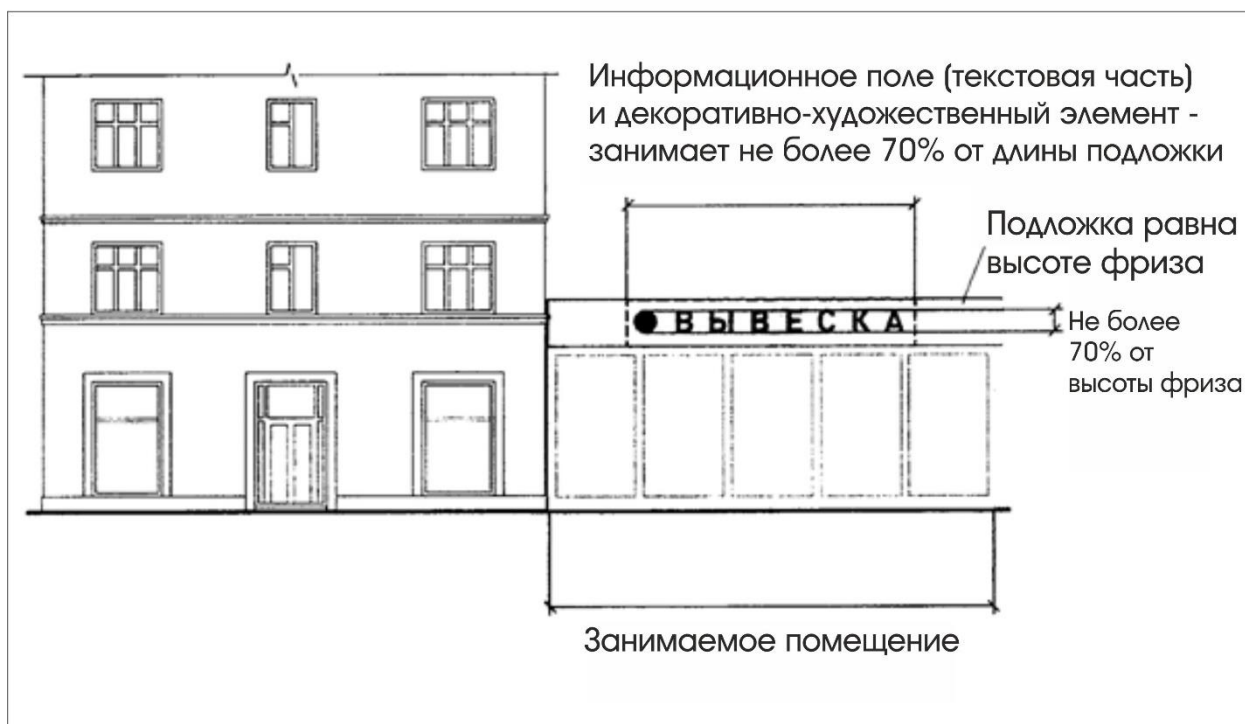 Информационное поле (текстовая часть)
и декоративно-художественный элемент -
занимает не более 70% от длины подложки
Подложка равна
высоте фриза
ВЫВЕСКА
Не более
70% от
высоты фриза
Занимаемое помещение